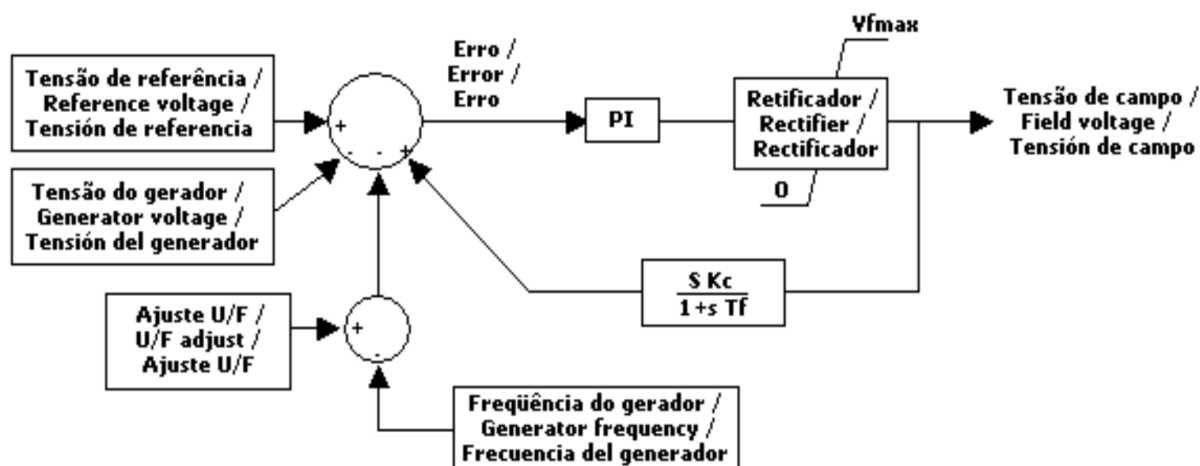 Vfmax
Tensão de referência /
Reference voltage /
Tensión de referencia
Erro /
Error /
Erro
+
-
-
+
PI
Retificador /
Rectifier /
Rectificador
0
Tensão de campo /
Field voltage /
Tensión de campo
Tensão do gerador /
Generator voltage /
Tensión del generador
S Kc
1+s Tf
Ajuste U/F /
U/F adjust /
Ajuste U/F
+
-
Freqüência do gerador /
Generator frequency /
Frecuencia del generador